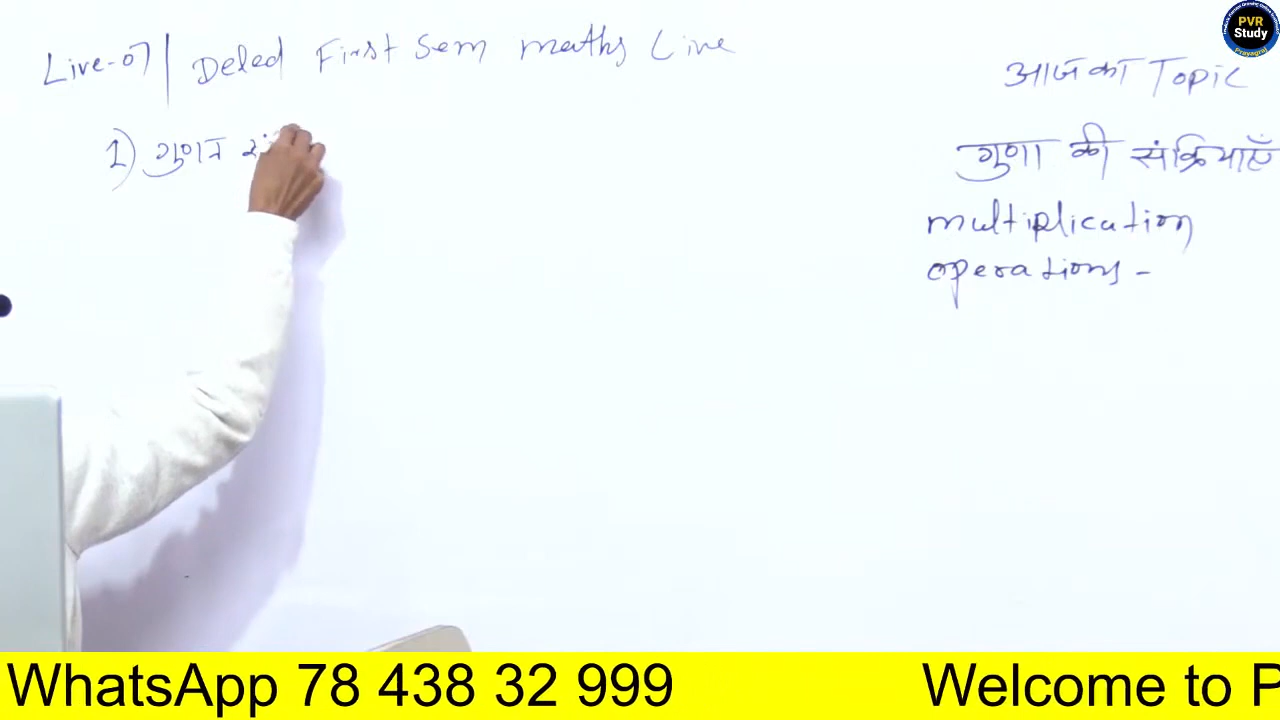 Live-07 | Deled First Sem maths Live
1) गुणन सं
आज का Topic
गुणा की संक्रियाएँ
multiplication
operations -
PVR
Study
Prayagraj
WhatsApp 78 438 32 999
Welcome to P